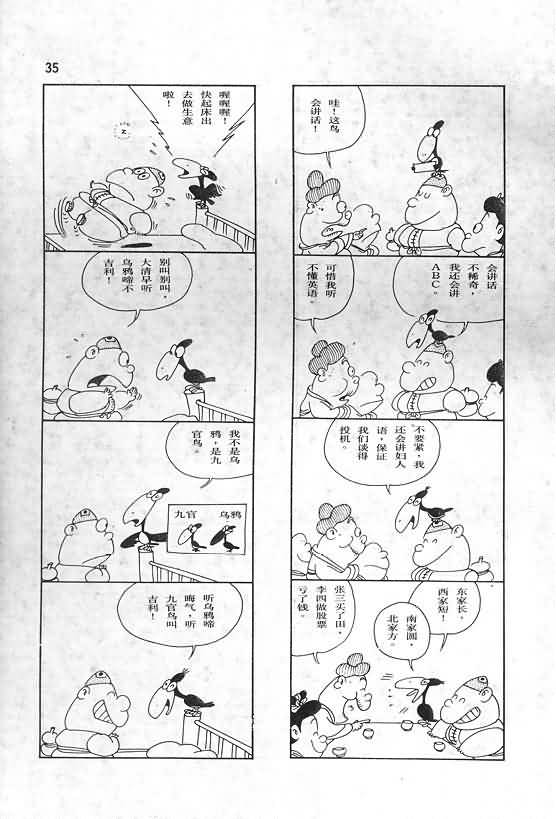 35
喔喔喔！
快起床出
去做生意
啦！
z
别叫别叫，
大清早听
乌鸦啼不
吉利！
我不是乌
鸦，是九
官鸟。
九官
乌鸦
听乌鸦啼
晦气，听
九官鸟叫
吉利！
哇！这鸟
会讲话！
会讲话
不稀奇，
我还会讲
ABC。
可惜我听
不懂英语。
不要紧，我
还会讲妇人
语，保证
我们谈得
投机。
东家长，
西家短！
南家圆，
北家方。
张三买了田，
李四做股票
亏了钱。